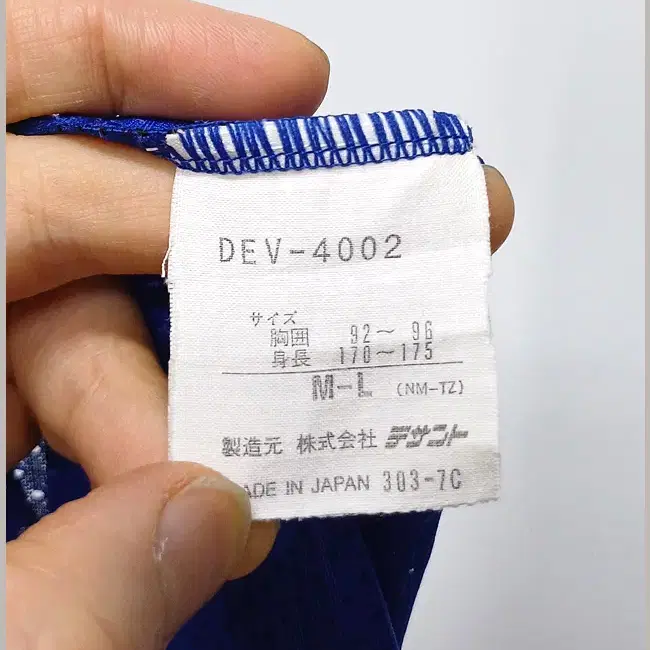 DEV-4002
サイズ
胸囲 92~ 96
身長 170~175
M-L (NM-TZ)
製造元 株式会社 デサント
MADE IN JAPAN 303-7C